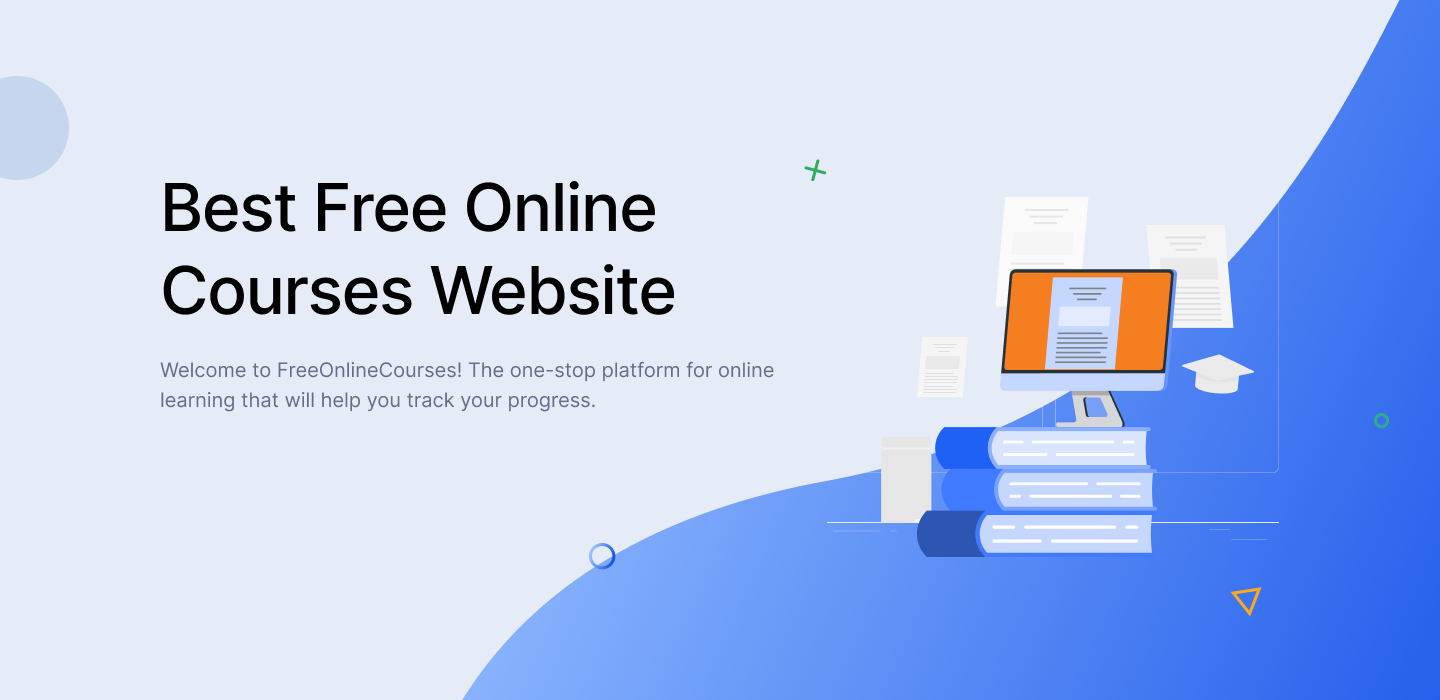 Best Free Online
Courses Website
Welcome to FreeOnlineCourses! The one-stop platform for online
learning that will help you track your progress.